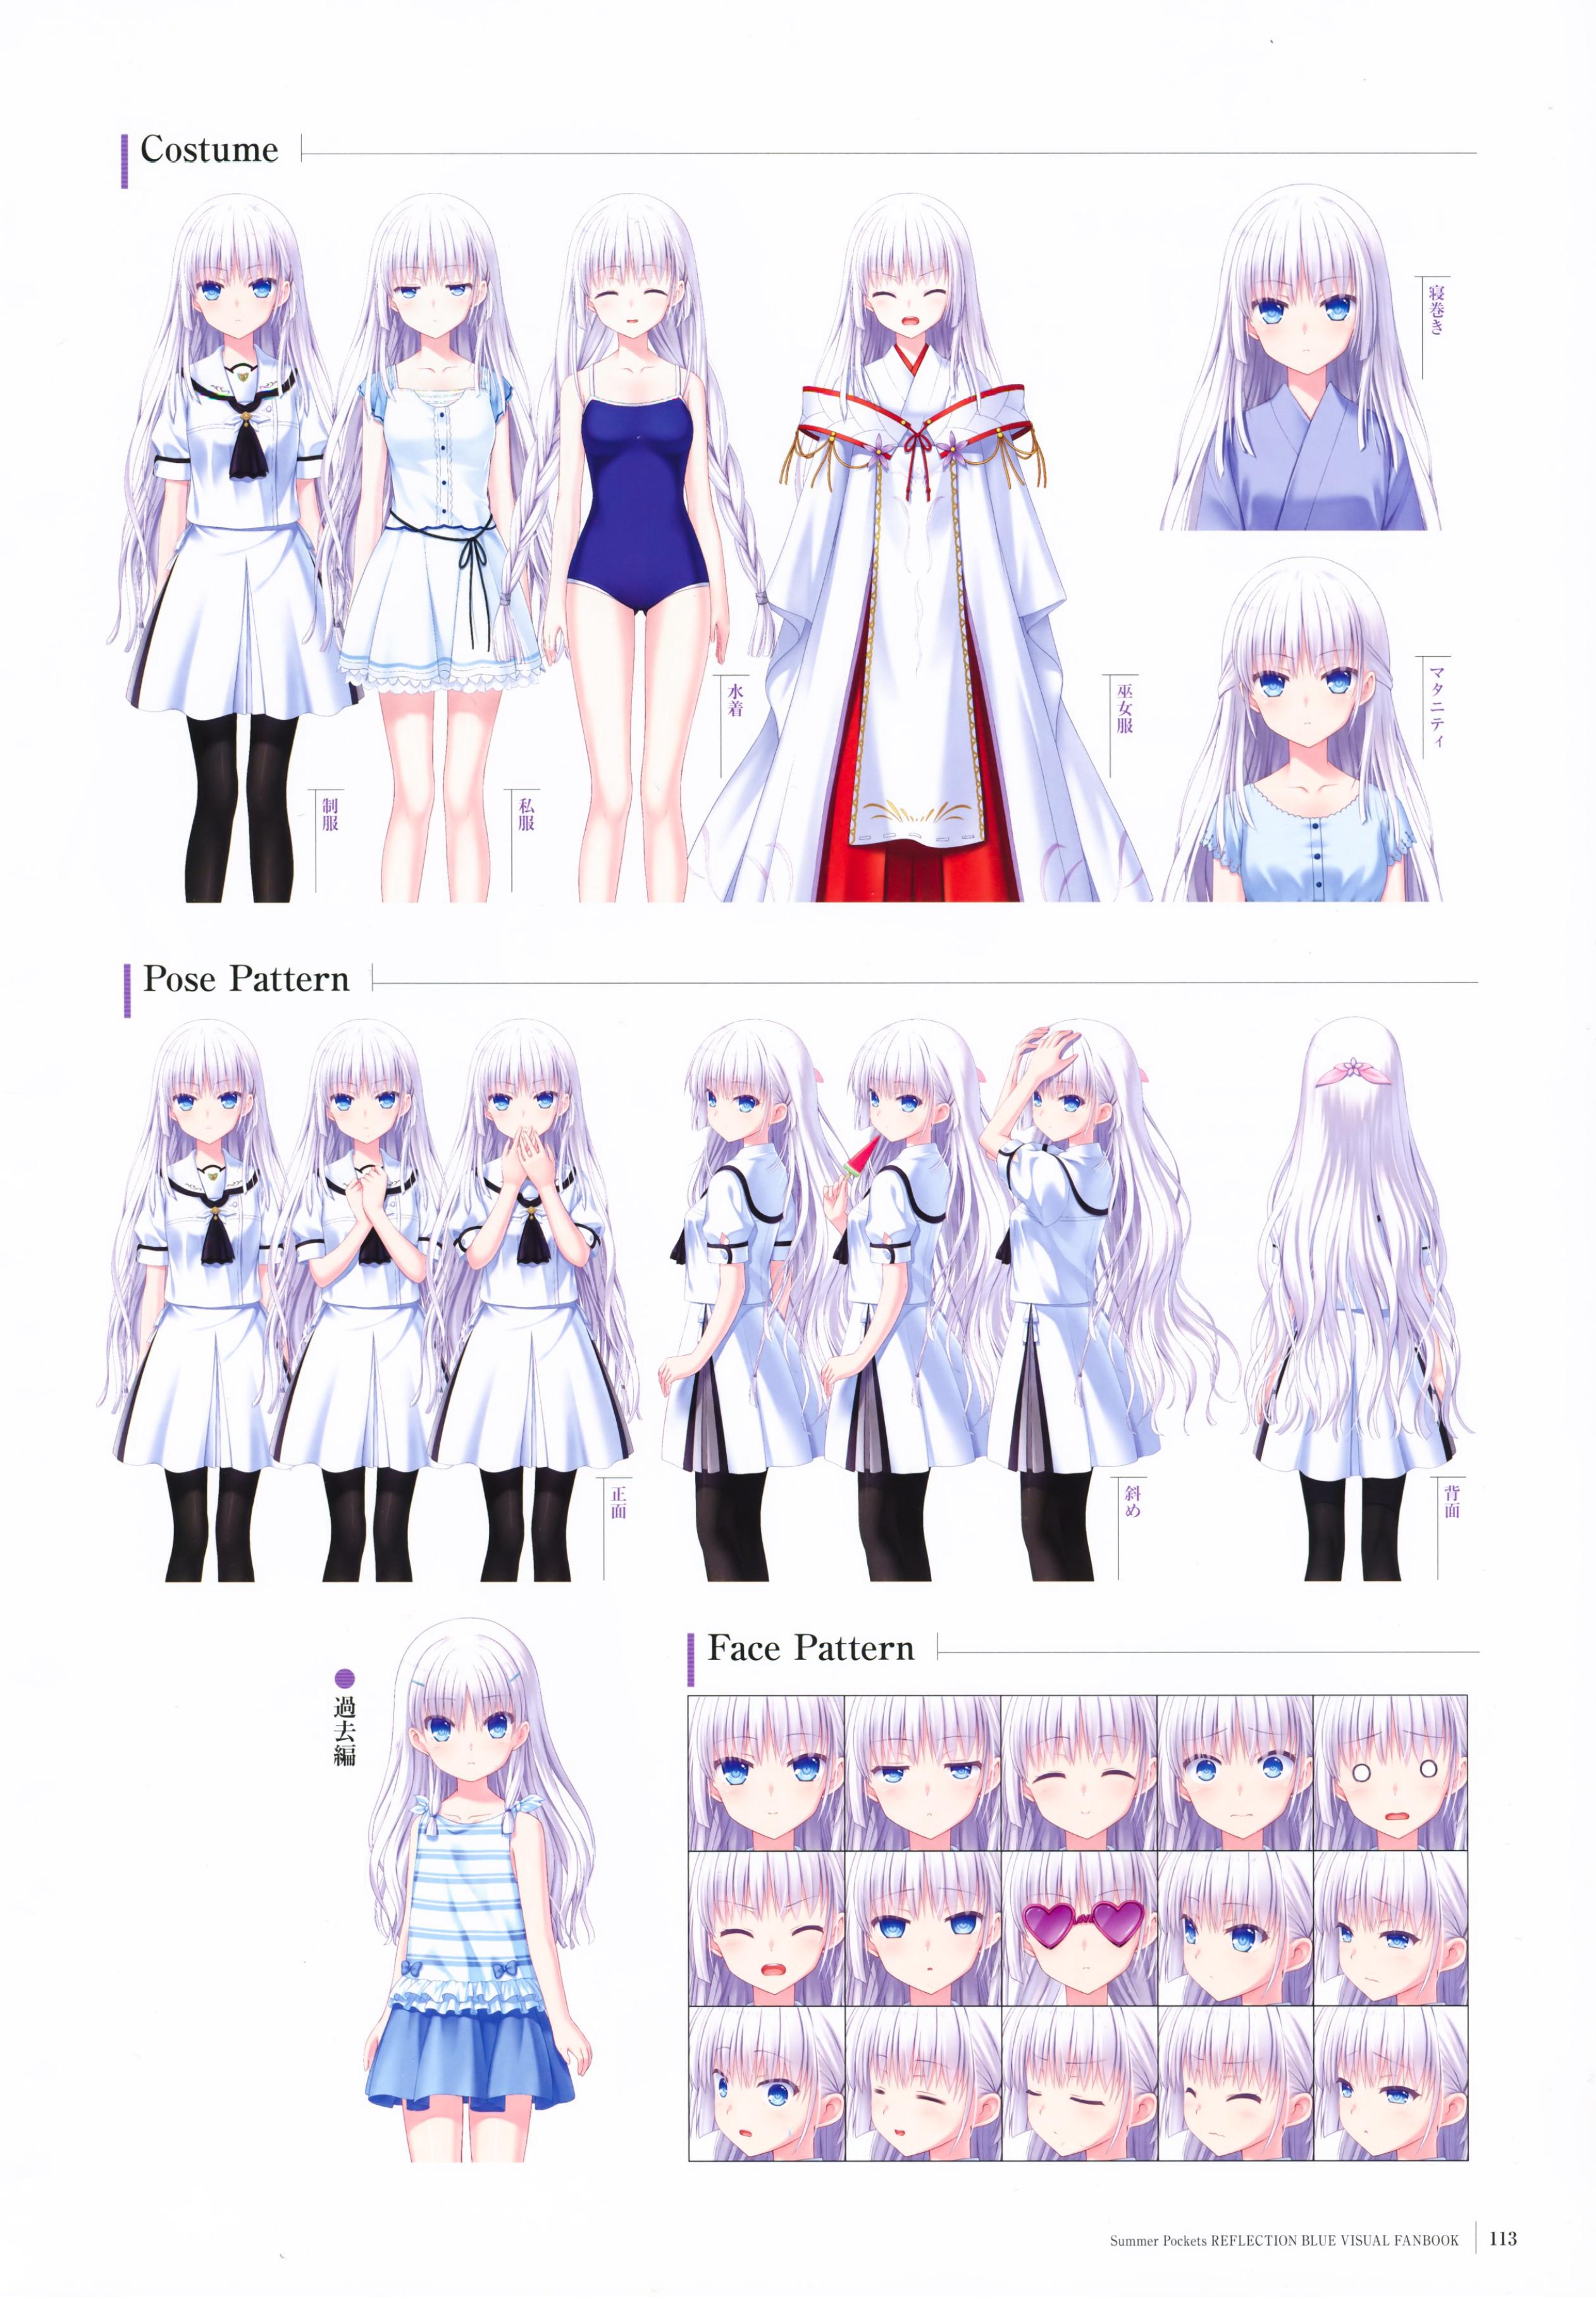 Costume
制服
私服
水着
巫女服
寝巻き
マタニティ
Pose Pattern
正面
斜め
背面
●過去編
Face Pattern
Summer Pockets REFLECTION BLUE VISUAL FANBOOK
113